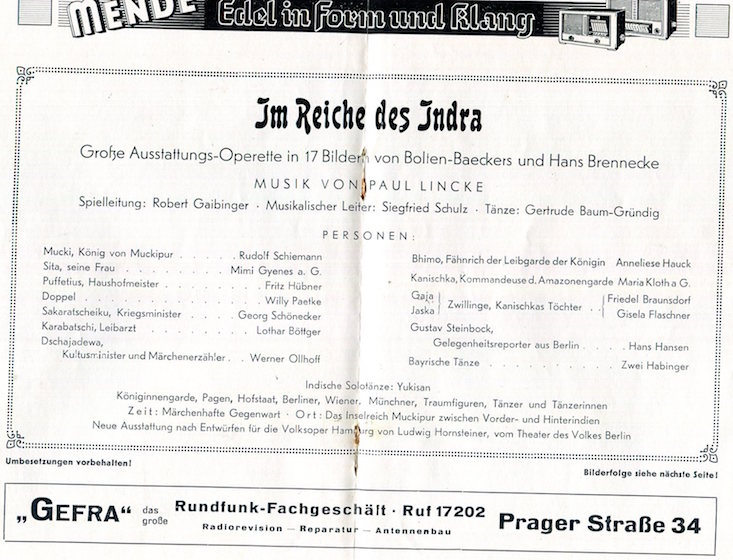 MENDE Edel in Form und Klang
Im Reiche des Indra
Große Ausstattungs-Operette in 17 Bildern von Bolten-Baeckers und Hans Brennecke
MUSIK VON PAUL LINCKE
Spielleitung: Robert Gaibinger · Musikalischer Leiter: Siegfried Schulz · Tänze: Gertrude Baum-Gründig
PERSONEN:
Mucki, König von Muckipur . . . . . Rudolf Schiemann
Sita, seine Frau . . . . . . . . Mimi Gyenes a. G.
Puffetius, Haushofmeister . . . . . . . Fritz Hübner
Doppel . . . . . . . . . . . Willy Paetke
Sakaratscheiku, Kriegsminister . . . . Georg Schönecker
Karabatschi, Leibarzt . . . . . . . Lothar Böttger
Dschajadewa,
Kultusminister und Märchenerzähler . . Werner Ollhoff
Bhimo, Fähnrich der Leibgarde der Königin Anneliese Hauck
Kanischka, Kommandeuse d. Amazonengarde Maria Kloth a G.
Gaja
Jaska
Zwillinge, Kanischkas Töchter . .
Friedel Braunsdorf
Gisela Flaschner
Gustav Steinbock,
Gelegenheitsreporter aus Berlin . . . . . Hans Hansen
Bayrische Tänze . . . . . . . . . . Zwei Habinger
Indische Solotänze: Yukisan
Königinnengarde, Pagen, Hofstaat, Berliner, Wiener, Münchner, Traumfiguren, Tänzer und Tänzerinnen
Zeit: Märchenhafte Gegenwart · Ort: Das Inselreich Muckipur zwischen Vorder- und Hinterindien
Neue Ausstattung nach Entwürfen für die Volksoper Hamburg von Ludwig Hornsteiner, vom Theater des Volkes Berlin
Umbesetzungen vorbehalten!
Bilderfolge siehe nächste Seite!
„GEFRA“ das große Rundfunk-Fachgeschäft · Ruf 17202 Prager Straße 34
Radiorevision — Reparatur — Antennenbau